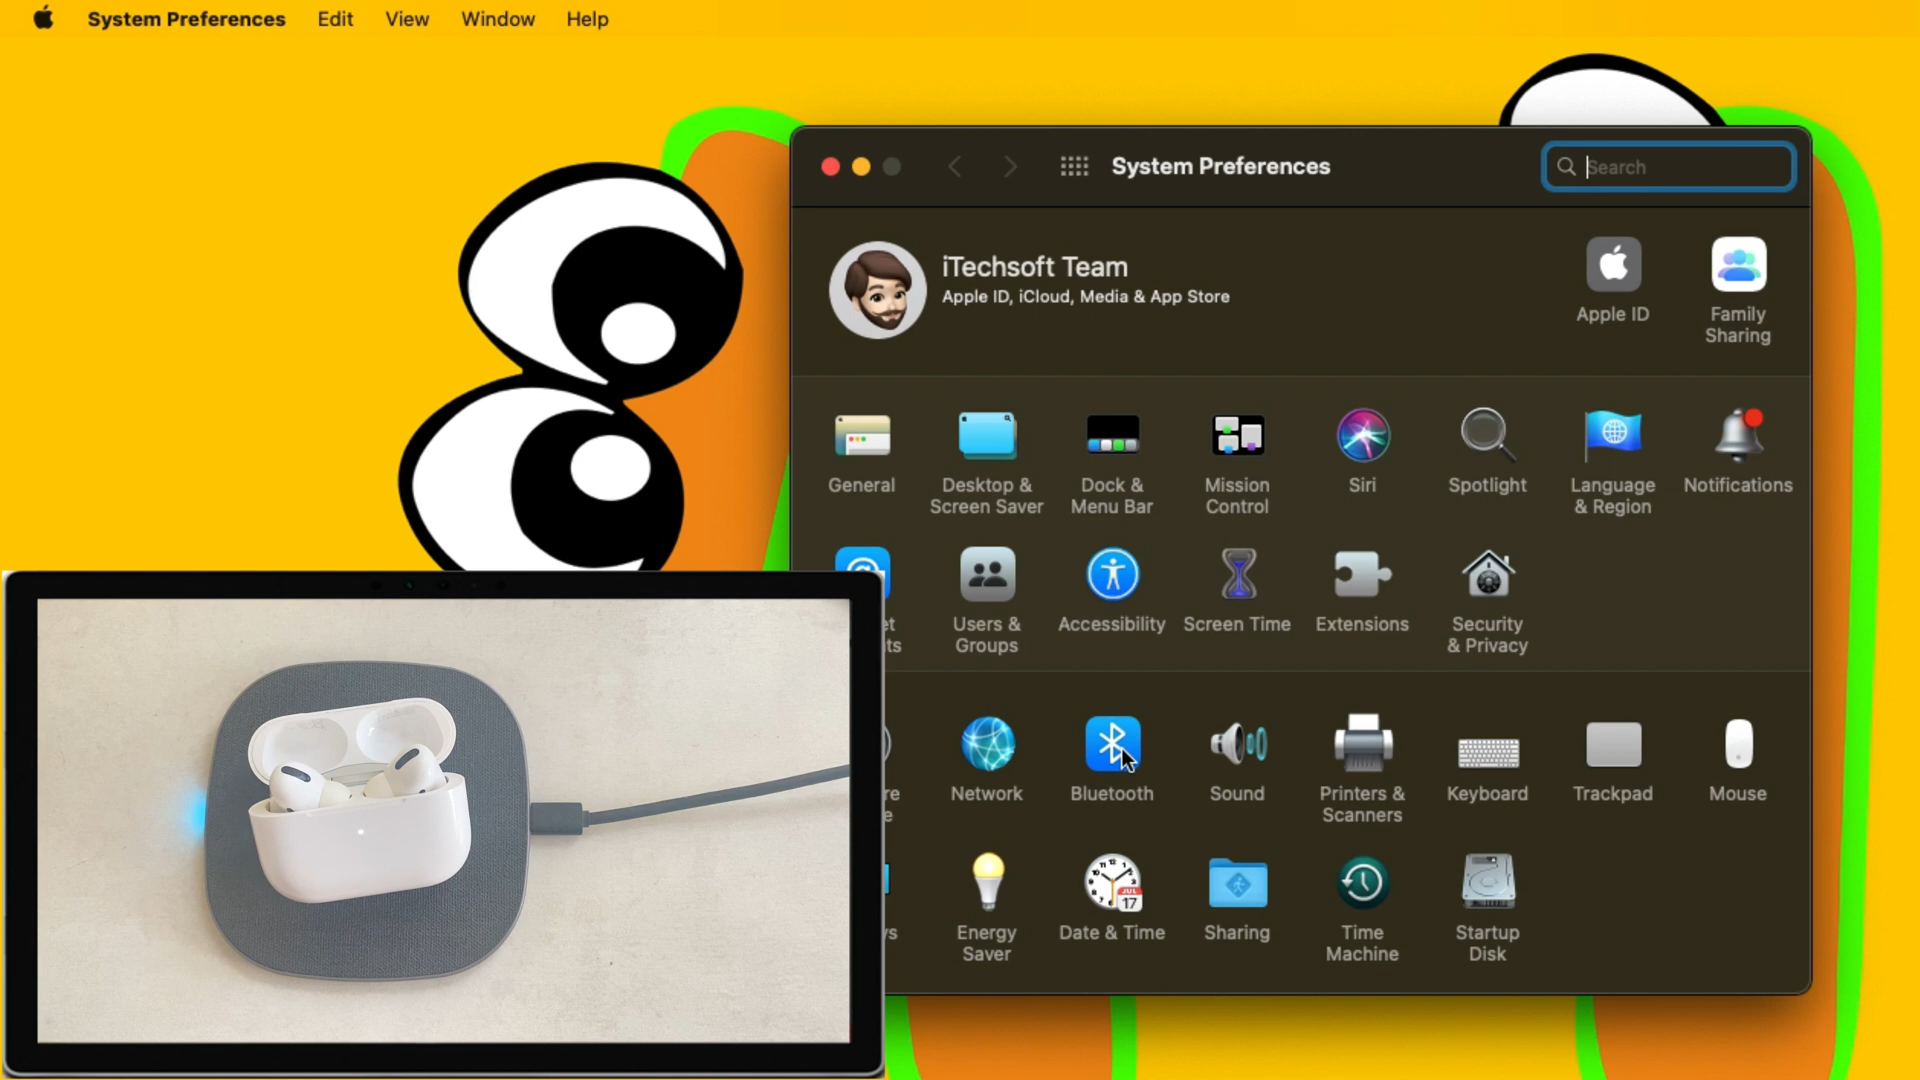 System Preferences Edit View Window Help
System Preferences
Search
iTechsoft Team
Apple ID, iCloud, Media & App Store
Apple ID
Family
Sharing
General
Desktop &
Screen Saver
Dock &
Menu Bar
Mission
Control
Siri
Spotlight
Language
& Region
Notifications
Users &
Groups
Accessibility
Screen Time
Extensions
Security
& Privacy
Network
Bluetooth
Sound
Printers &
Scanners
Keyboard
Trackpad
Mouse
Energy
Saver
JUL
17
Date & Time
Sharing
Time
Machine
Startup
Disk